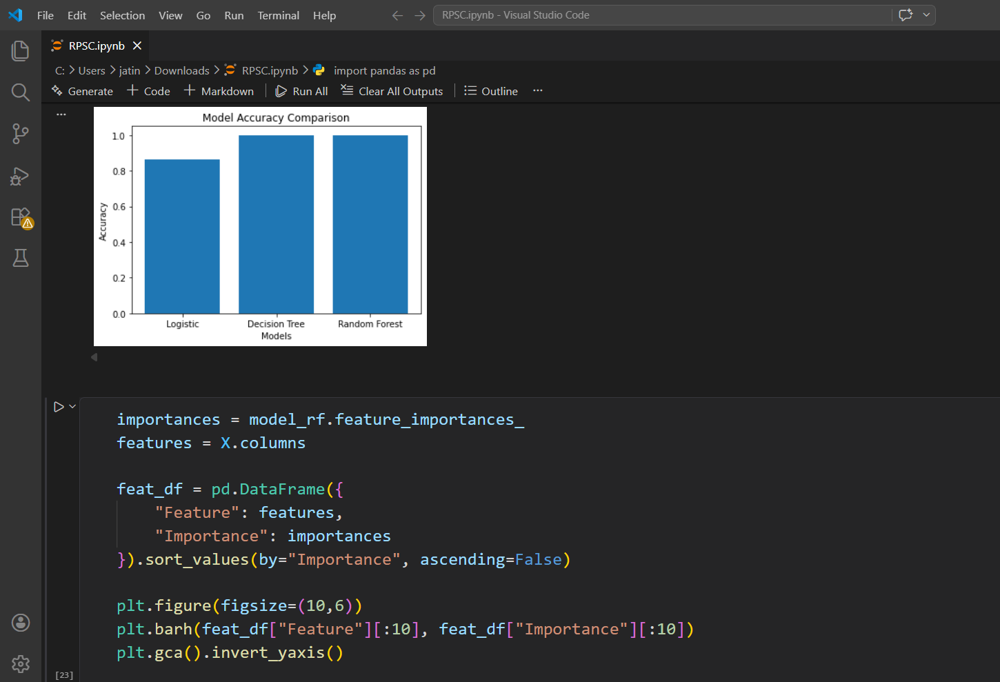 File Edit Selection View Go Run Terminal Help
RPSC.ipynb - Visual Studio Code
RPSC.ipynb
C: Users jatin Downloads RPSC.ipynb import pandas as pd
Generate Code Markdown Run All Clear All Outputs Outline ...
...
Model Accuracy Comparison
1.0
0.8
0.6
0.4
0.2
0.0
Accuracy
Logistic Decision Tree Random Forest
Models
importances = model_rf.feature_importances_
features = X.columns
feat_df = pd.DataFrame({
"Feature": features,
"Importance": importances
}).sort_values(by="Importance", ascending=False)
plt.figure(figsize=(10,6))
plt.barh(feat_df["Feature"][:10], feat_df["Importance"][:10])
plt.gca().invert_yaxis()
[23]